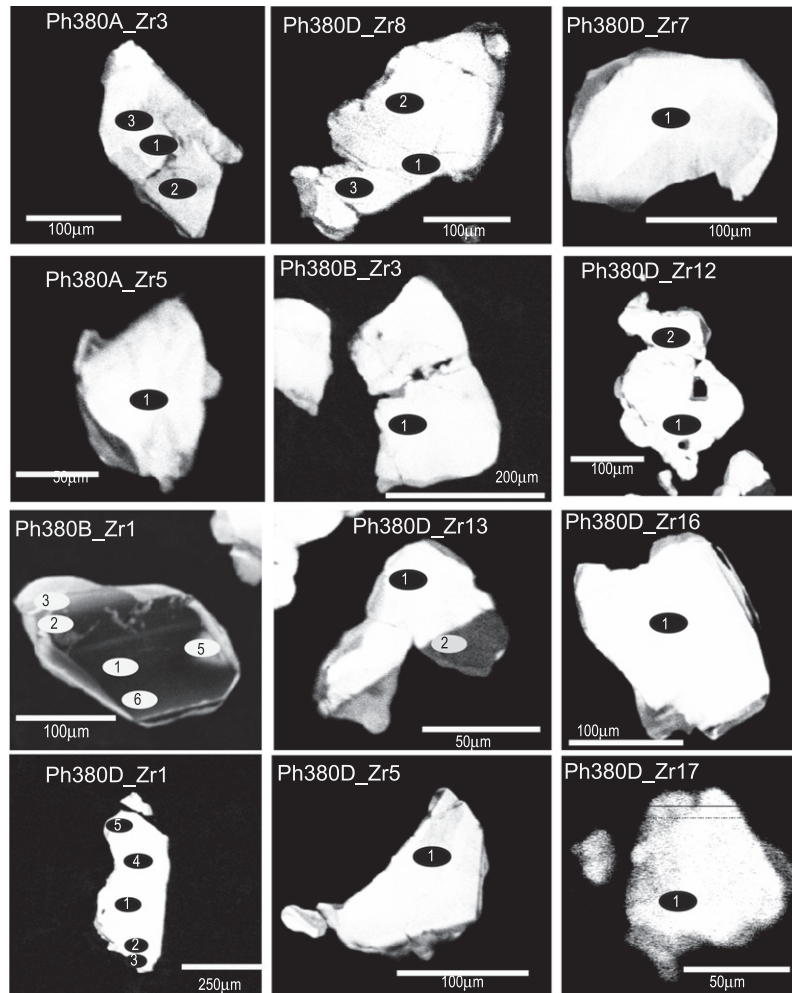 Ph380A_Zr3
3
1
2
100μm
Ph380D_Zr8
2
1
3
100μm
Ph380D_Zr7
1
100μm
Ph380A_Zr5
1
50μm
Ph380B_Zr3
1
200μm
Ph380D_Zr12
2
1
100μm
Ph380B_Zr1
3
2
5
1
6
100μm
Ph380D_Zr13
1
2
50μm
Ph380D_Zr16
1
100μm
Ph380D_Zr1
5
4
1
2
3
250μm
Ph380D_Zr5
1
100μm
Ph380D_Zr17
1
50μm